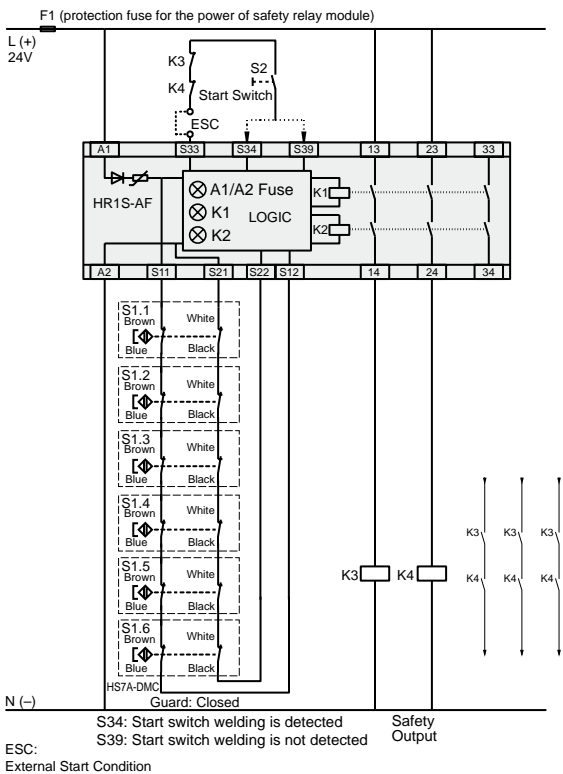 F1 (protection fuse for the power of safety relay module)
L (+)
24V
K3
S2
K4
Start Switch
ESC
A1 S33 S34 S39 13 23 33
HR1S-AF
A1/A2 Fuse
K1
K2
LOGIC
K1
K2
A2 S11 S21 S22 S12 14 24 34
S1.1
Brown White
Blue Black
S1.2
Brown White
Blue Black
S1.3
Brown White
Blue Black
S1.4
Brown White
Blue Black
S1.5
Brown White
Blue Black
S1.6
Brown White
Blue Black
K3 K4
K3 K3 K3
K4 K4 K4
HS7A-DMC
N (–)
Guard: Closed
S34: Start switch welding is detected
S39: Start switch welding is not detected
Safety
Output
ESC:
External Start Condition